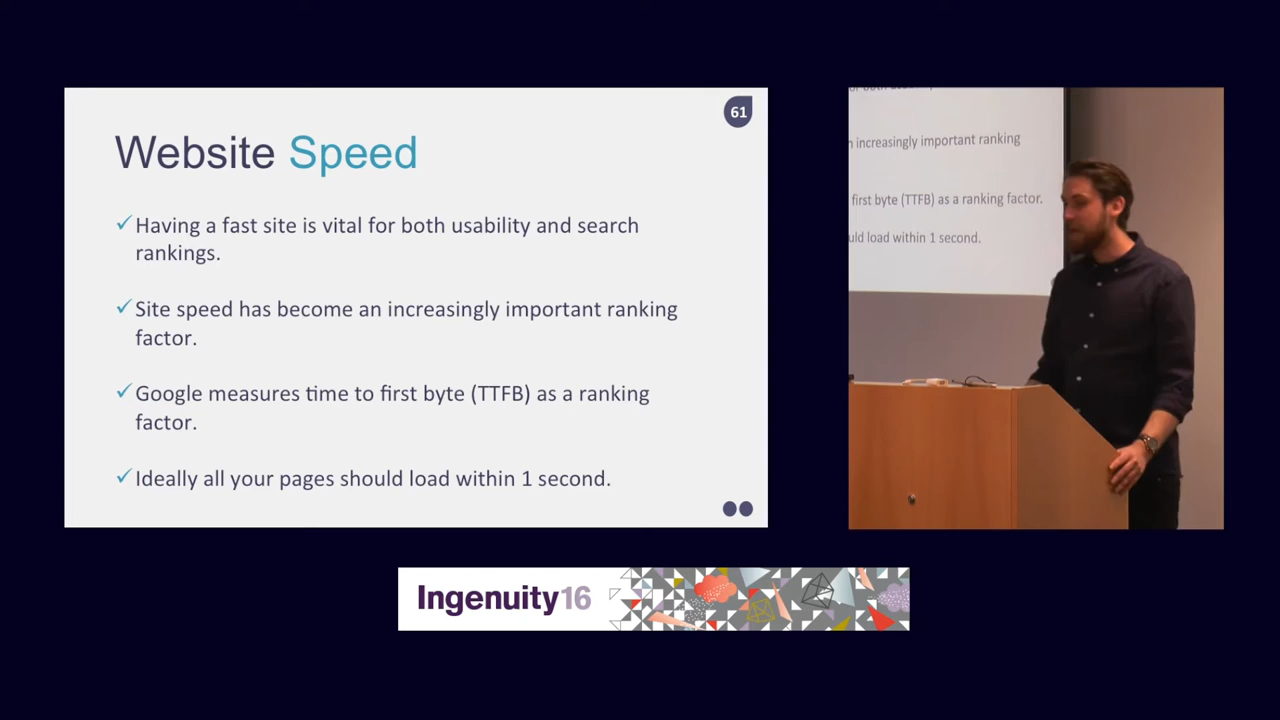 61
Website Speed
✓Having a fast site is vital for both usability and search
rankings.
✓Site speed has become an increasingly important ranking
factor.
✓Google measures time to first byte (TTFB) as a ranking
factor.
✓Ideally all your pages should load within 1 second.
increasingly important ranking
first byte (TTFB) as a ranking factor.
load within 1 second.
Ingenuity16